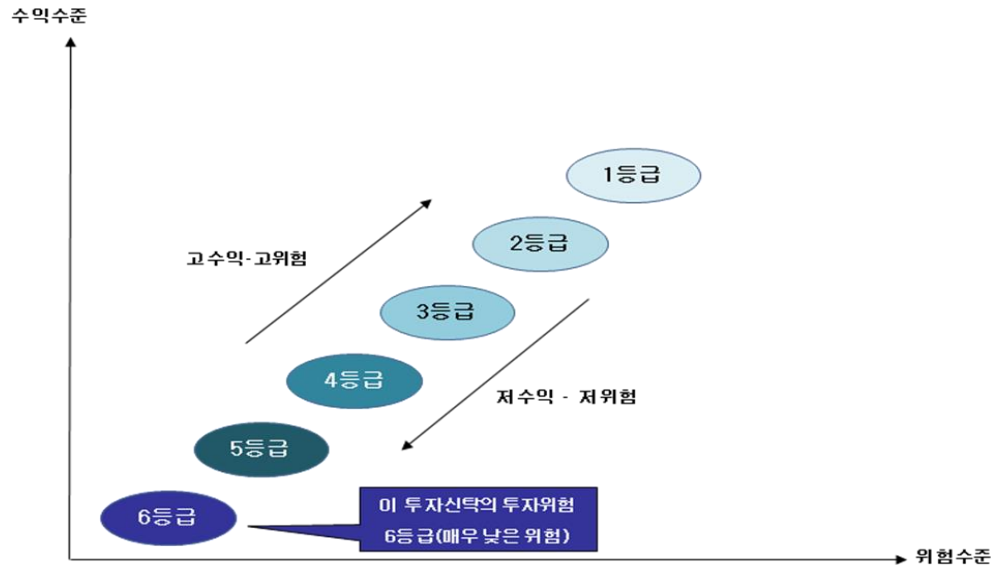 수익수준
1등급
2등급
고수익-고위험
3등급
4등급
저수익 - 저위험
5등급
6등급
이 투자신탁의 투자위험
6등급(매우 낮은 위험)
위험수준